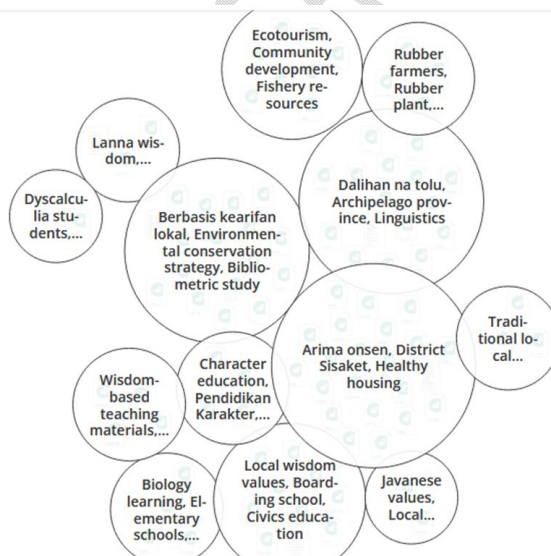 Ecotourism,
Community
development,
Fishery re-
sources
Rubber
farmers,
Rubber
plant,...
Lanna wis-
dom,...
Dyscalcu-
lia stu-
dents,...
Berbasis kearifan
lokal, Environmen-
tal conservation
strategy, Biblio-
metric study
Dalihan na tolu,
Archipelago prov-
ince, Linguistics
Arima onsen, District
Sisaket, Healthy
housing
Tradi-
tional lo-
cal...
Character
education,
Pendidikan
Karakter,...
Wisdom-
based
teaching
materials,...
Biology
learning, El-
ementary
schools,...
Local wisdom
values, Board-
ing school,
Civics educa-
tion
Javanese
values,
Local...